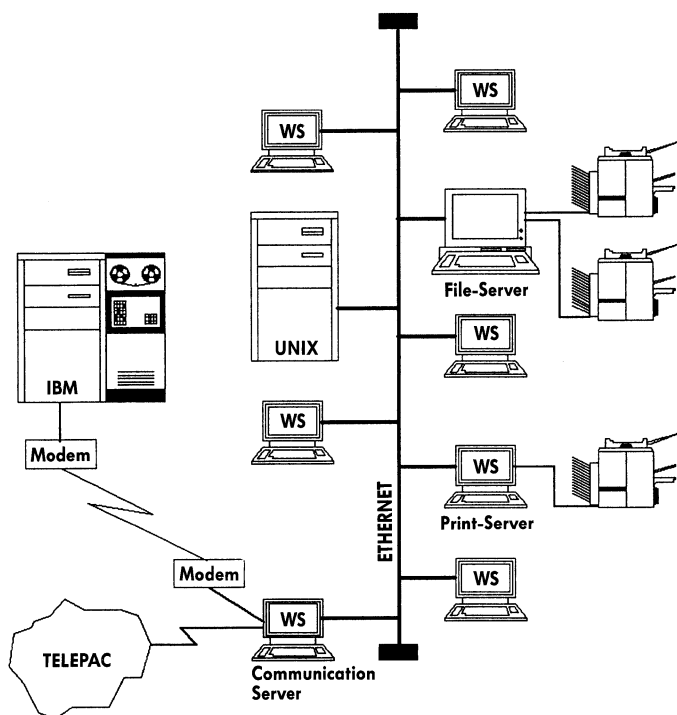 WS
WS
File-Server
UNIX
WS
IBM
WS
Modem
WS
Print-Server
ETHERNET
Modem
WS
WS
TELEPAC
Communication
Server